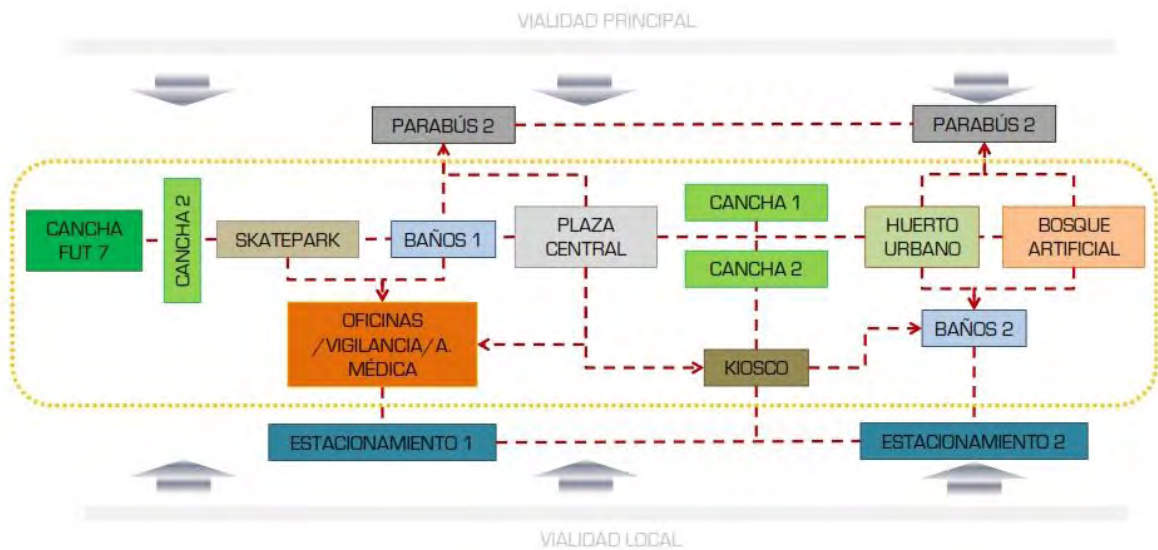 VIALIDAD PRINCIPAL
PARABÚS 2
PARABÚS 2
CANCHA
FUT 7
CANCHA 2
SKATEPARK
BAÑOS 1
PLAZA
CENTRAL
CANCHA 1
CANCHA 2
HUERTO
URBANO
BOSQUE
ARTIFICIAL
OFICINAS
/VIGILANCIA/A.
MÉDICA
KIOSCO
BAÑOS 2
ESTACIONAMIENTO 1
ESTACIONAMIENTO 2
VIALIDAD LOCAL